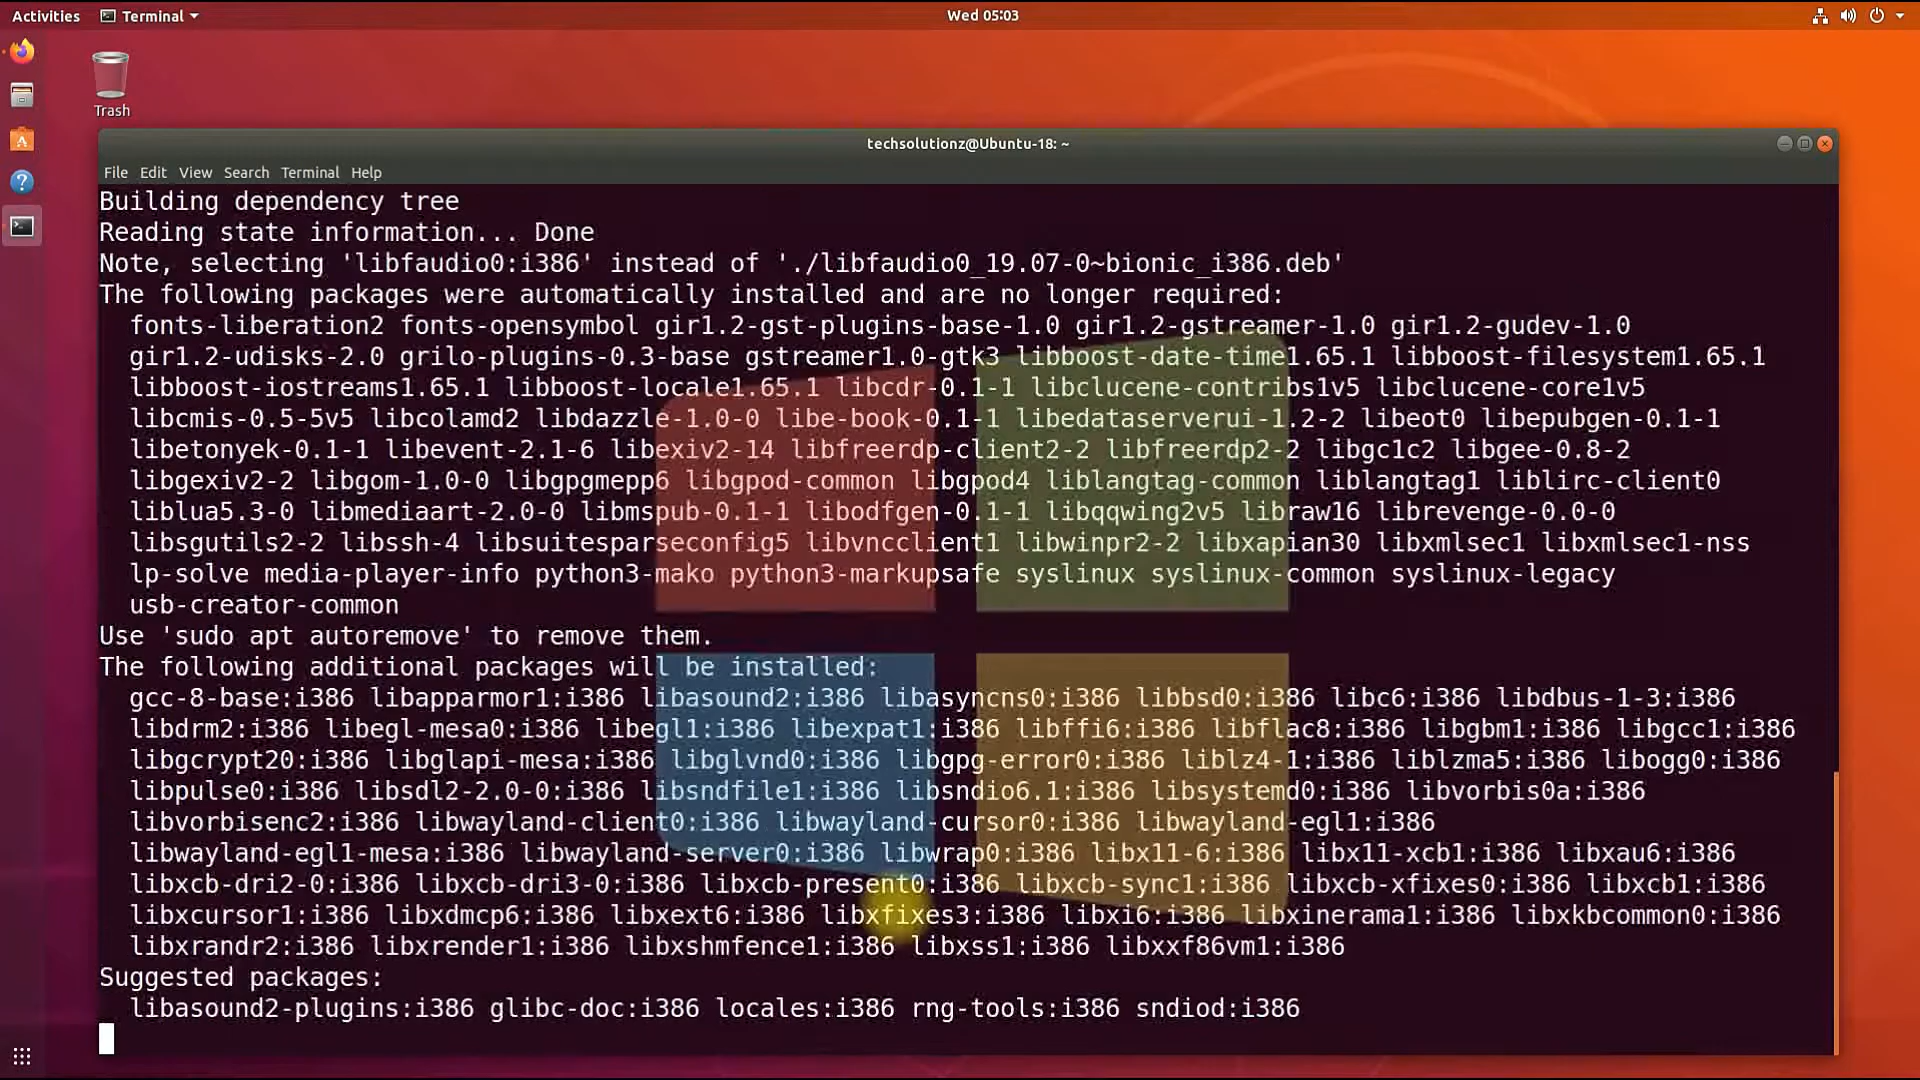 Activities Terminal Wed 05:03
Trash
techsolutionz@Ubuntu-18: ~
File Edit View Search Terminal Help
Building dependency tree
Reading state information... Done
Note, selecting 'libfaudio0:i386' instead of './libfaudio0_19.07-0~bionic_i386.deb'
The following packages were automatically installed and are no longer required:
fonts-liberation2 fonts-opensymbol gir1.2-gst-plugins-base-1.0 gir1.2-gstreamer-1.0 gir1.2-gudev-1.0
gir1.2-udisks-2.0 grilo-plugins-0.3-base gstreamer1.0-gtk3 libboost-date-time1.65.1 libboost-filesystem1.65.1
libboost-iostreams1.65.1 libboost-locale1.65.1 libcdr-0.1-1 libclucene-contribs1v5 libclucene-core1v5
libcmis-0.5-5v5 libcolamd2 libdazzle-1.0-0 libe-book-0.1-1 libedataserverui-1.2-2 libeot0 libepubgen-0.1-1
libetonyek-0.1-1 libevent-2.1-6 libexiv2-14 libfreerdp-client2-2 libfreerdp2-2 libgc1c2 libgee-0.8-2
libgexiv2-2 libgom-1.0-0 libgpgmepp6 libgpod-common libgpod4 liblangtag-common liblangtag1 liblirc-client0
liblua5.3-0 libmediaart-2.0-0 libmspub-0.1-1 libodfgen-0.1-1 libqqwing2v5 libraw16 librevenge-0.0-0
libsgutils2-2 libssh-4 libsuitesparseconfig5 libvncclient1 libwinpr2-2 libxapian30 libxmlsec1 libxmlsec1-nss
lp-solve media-player-info python3-mako python3-markupsafe syslinux syslinux-common syslinux-legacy
usb-creator-common
Use 'sudo apt autoremove' to remove them.
The following additional packages will be installed:
gcc-8-base:i386 libapparmor1:i386 libasound2:i386 libasyncns0:i386 libbsd0:i386 libc6:i386 libdbus-1-3:i386
libdrm2:i386 libegl-mesa0:i386 libegl1:i386 libexpat1:i386 libffi6:i386 libflac8:i386 libgbm1:i386 libgcc1:i386
libgcrypt20:i386 libglapi-mesa:i386 libglvnd0:i386 libgpg-error0:i386 liblz4-1:i386 liblzma5:i386 libogg0:i386
libpulse0:i386 libsdl2-2.0-0:i386 libsndfile1:i386 libsndio6.1:i386 libsystemd0:i386 libvorbis0a:i386
libvorbisenc2:i386 libwayland-client0:i386 libwayland-cursor0:i386 libwayland-egl1:i386
libwayland-egl1-mesa:i386 libwayland-server0:i386 libwrap0:i386 libx11-6:i386 libx11-xcb1:i386 libxau6:i386
libxcb-dri2-0:i386 libxcb-dri3-0:i386 libxcb-present0:i386 libxcb-sync1:i386 libxcb-xfixes0:i386 libxcb1:i386
libxcursor1:i386 libxdmcp6:i386 libxext6:i386 libxfixes3:i386 libxi6:i386 libxinerama1:i386 libxkbcommon0:i386
libxrandr2:i386 libxrender1:i386 libxshmfence1:i386 libxss1:i386 libxxf86vm1:i386
Suggested packages:
libasound2-plugins:i386 glibc-doc:i386 locales:i386 rng-tools:i386 sndiod:i386